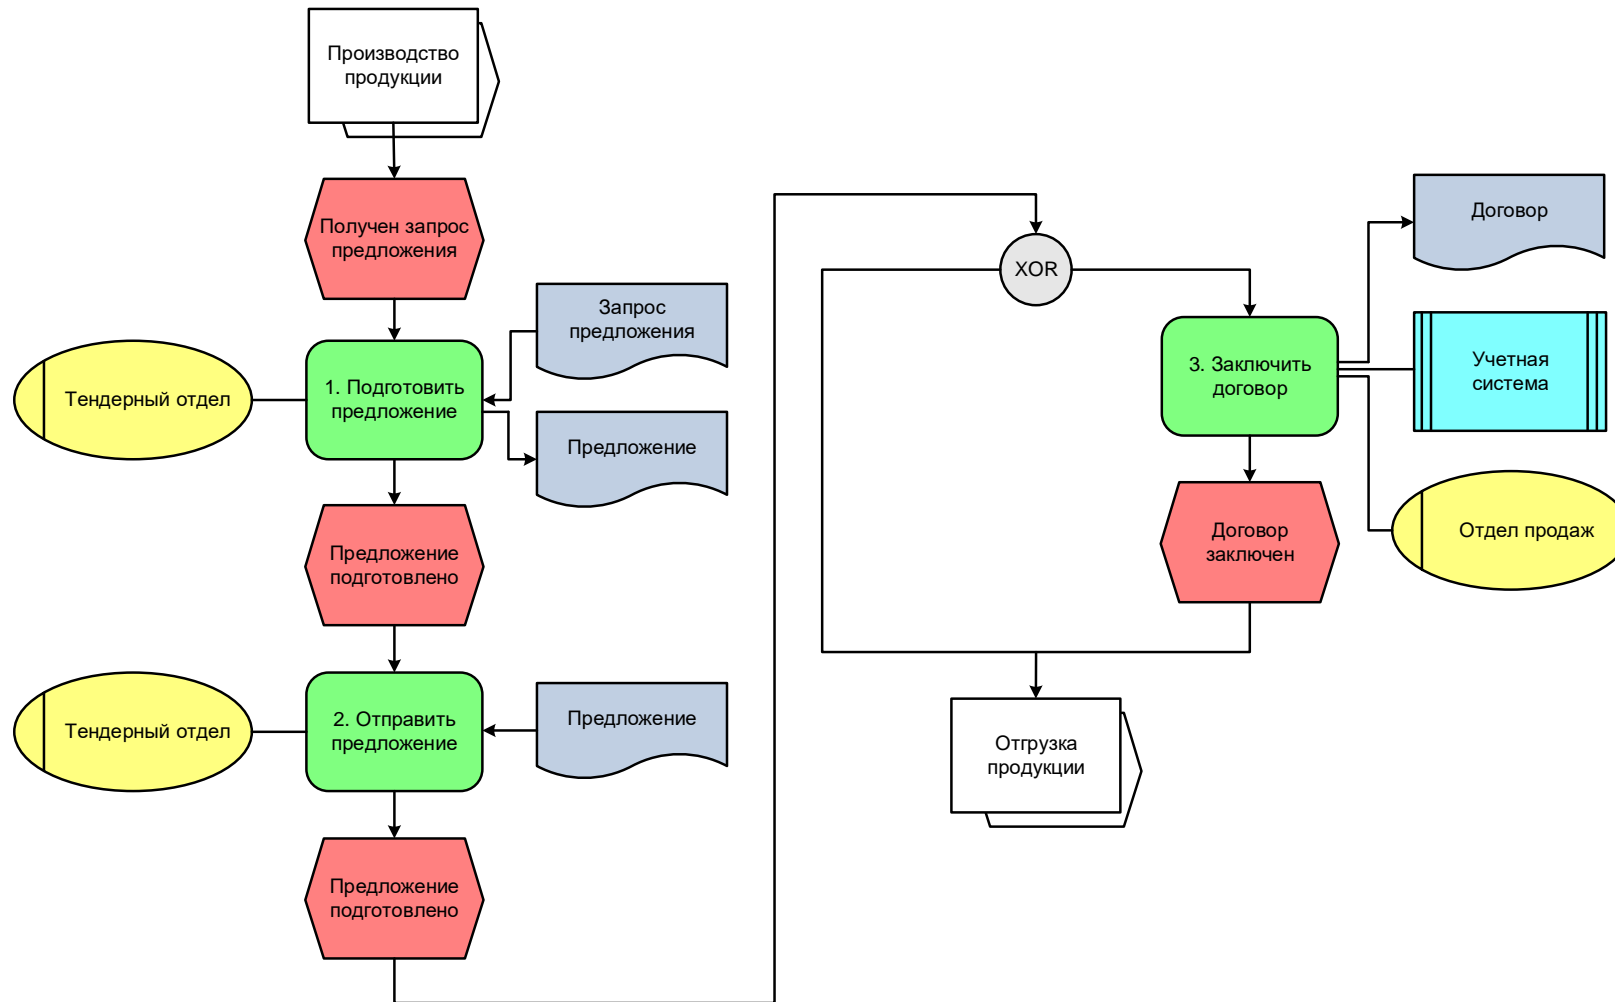 Производство
продукции
Получен запрос
предложения
Запрос
предложения
Тендерный отдел
1. Подготовить
предложение
Предложение
Предложение
подготовлено
Тендерный отдел
2. Отправить
предложение
Предложение
Предложение
подготовлено
XOR
Договор
3. Заключить
договор
Учетная
система
Договор
заключен
Отдел продаж
Отгрузка
продукции